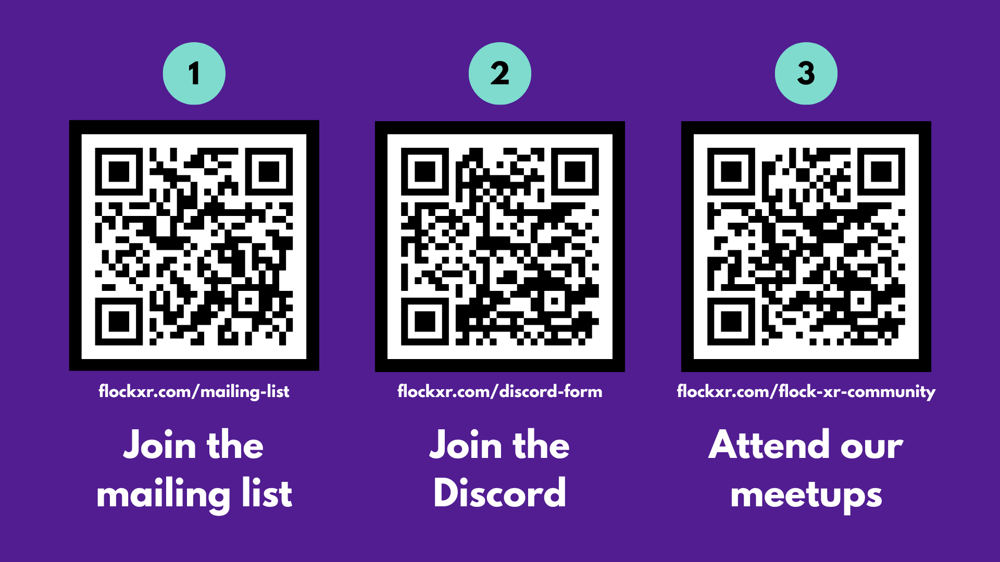 1
2
3
flockxr.com/mailing-list
flockxr.com/discord-form
flockxr.com/flock-xr-community
Join the
mailing list
Join the
Discord
Attend our
meetups